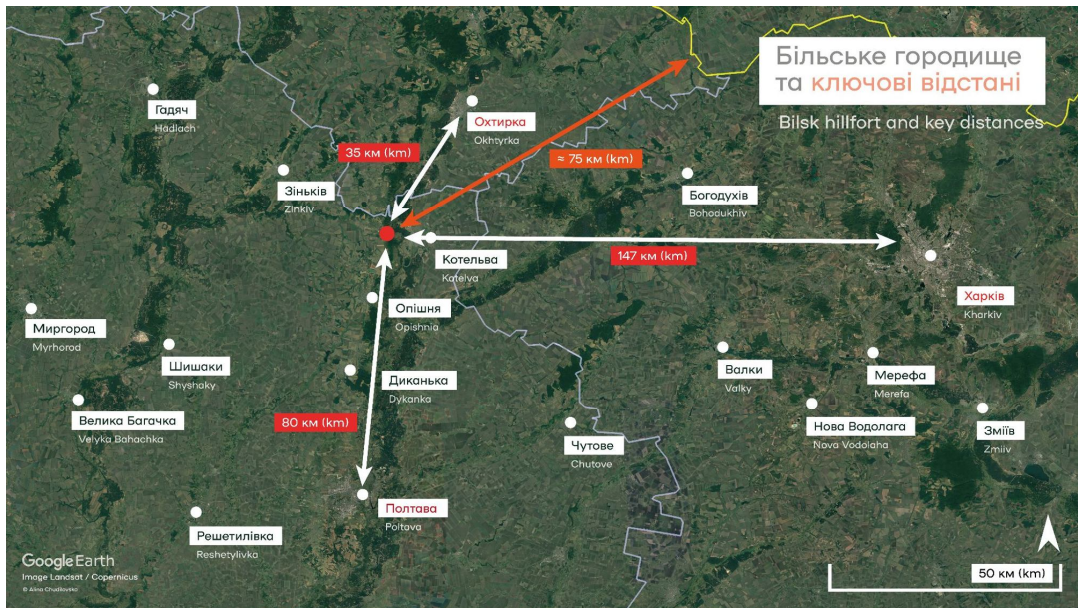 Більське городище
та ключові відстані
Bilsk hillfort and key distances
Гадяч
Hadiach
Охтирка
Okhtyrka
35 км (km)
≈ 75 км (km)
Зіньків
Zinkiv
Богодухів
Bohodukhiv
Котельва
Kotelva
147 км (km)
Харків
Kharkiv
Опішня
Opishnia
Миргород
Myrhorod
Шишаки
Shyshaky
Диканька
Dykanka
Валки
Valky
Мерефа
Merefa
Велика Багачка
Velyka Bahachka
80 км (km)
Чутове
Chutove
Нова Водолага
Nova Vodolaha
Зміїв
Zmiiv
Полтава
Poltava
Решетилівка
Reshetylivka
Google Earth
Image Landsat / Copernicus
© Alina Chudilovska
50 км (km)